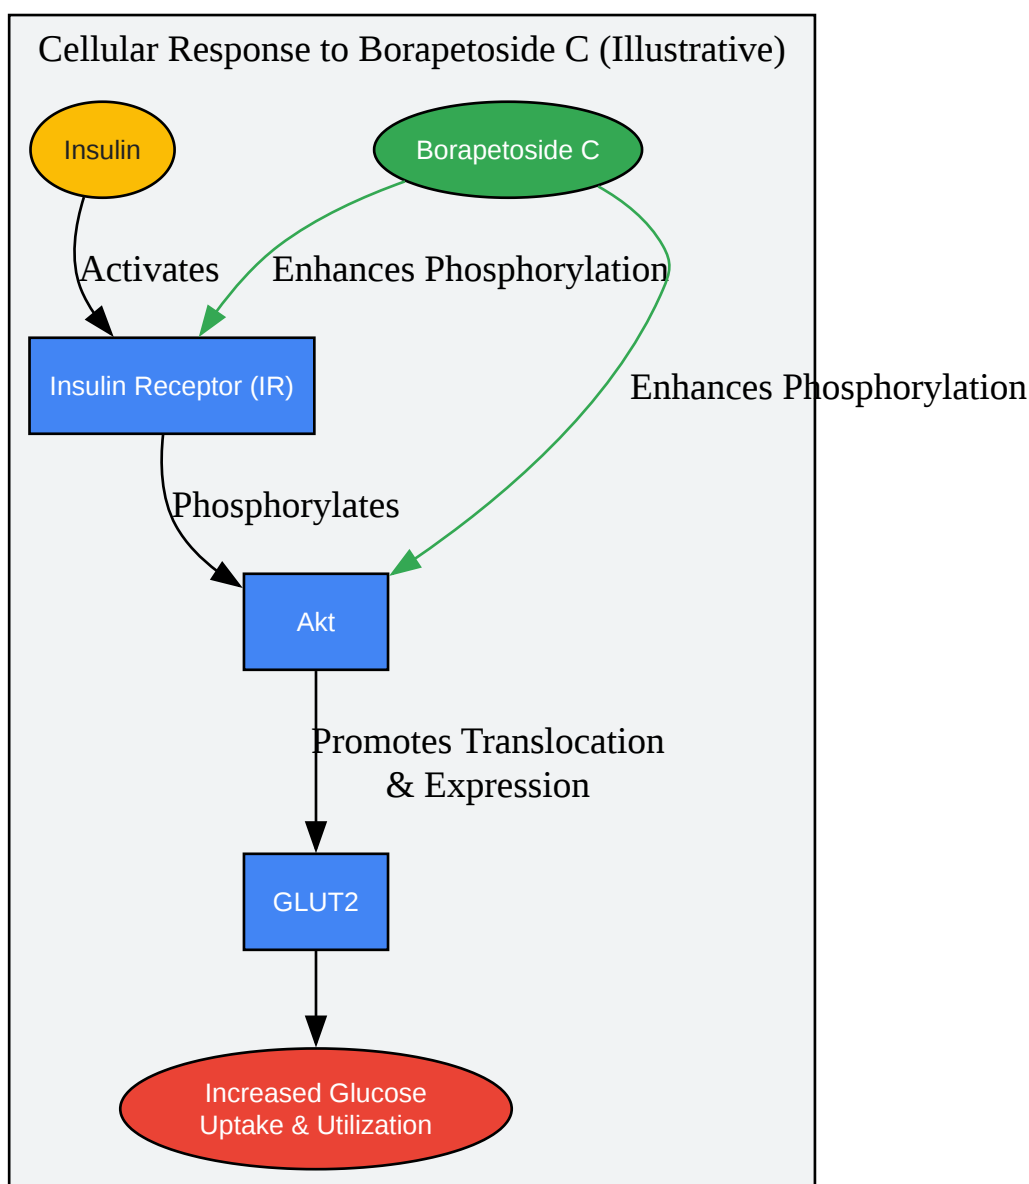 Cellular Response to Borapetoside C (Illustrative)
Insulin
Borapetoside C
Activates
Enhances Phosphorylation
Insulin Receptor (IR)
Enhances Phosphorylation
Phosphorylates
Akt
Promotes Translocation
& Expression
GLUT2
Increased Glucose
Uptake & Utilization